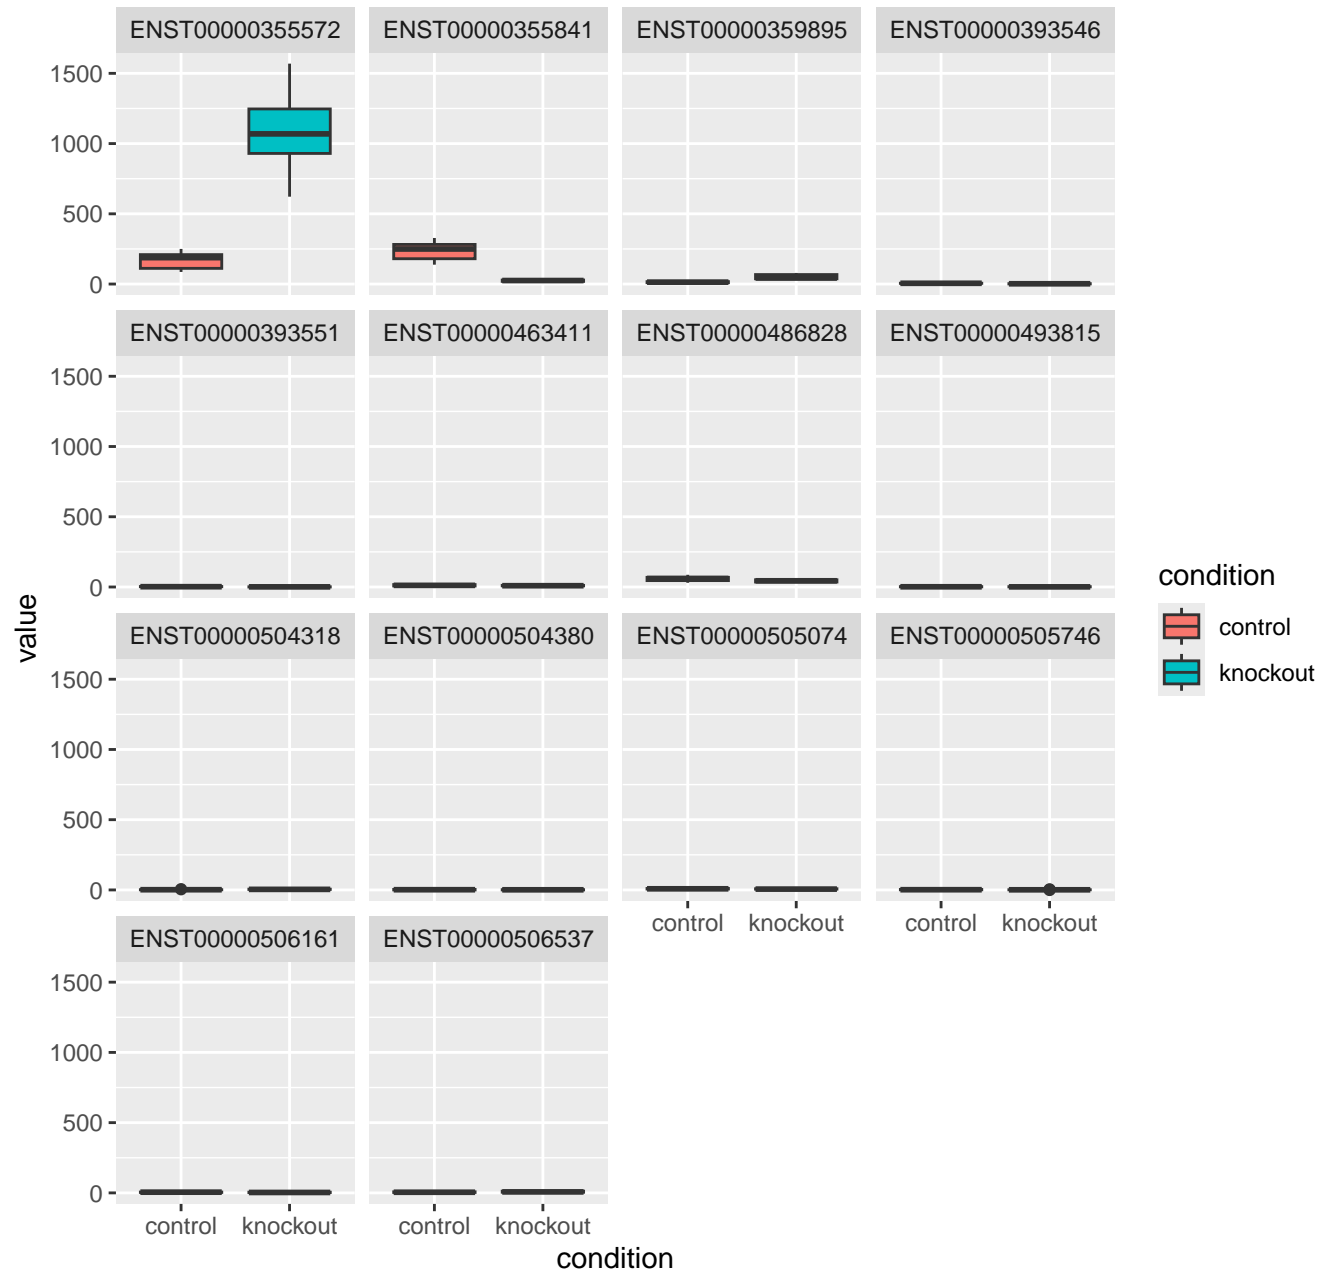 ENST00000355572 ENST00000355841 ENST00000359895 ENST00000393546
1500
1000
500
0
ENST00000393551 ENST00000463411 ENST00000486828 ENST00000493815
1500
1000
500
0
ENST00000504318 ENST00000504380 ENST00000505074 ENST00000505746
1500
1000
500
0
control knockout control knockout
ENST00000506161 ENST00000506537
1500
1000
500
0
control knockout control knockout
condition
value
condition
control
knockout